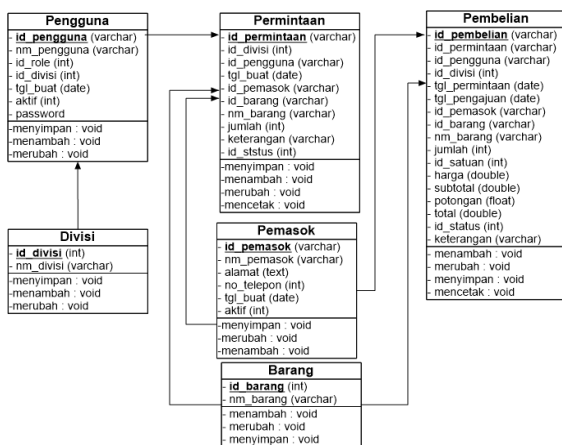 Pengguna
- id_pengguna (varchar)
- nm_pengguna (varchar)
- id_role (int)
- id_divisi (int)
- tgl_buat (date)
- aktif (int)
- password
-menyimpan : void
-menambah : void
-merubah : void
Permintaan
- id_permintaan (varchar)
- id_divisi (int)
- id_pengguna (varchar)
- tgl_buat (date)
- id_pemasok (varchar)
- id_barang (varchar)
- nm_barang (varchar)
- jumlah (int)
- keterangan (varchar)
- id_ststus (int)
-menyimpan : void
-menambah : void
-merubah : void
-mencetak : void
Pembelian
- id_pembelian (varchar)
- id_permintaan (varchar)
- id_pengguna (varchar)
- id_divisi (int)
- tgl_permintaan (date)
- tgl_pengajuan (date)
- id_pemasok (varchar)
- id_barang (varchar)
- nm_barang (varchar)
- jumlah (int)
- id_satuan (int)
- harga (double)
- subtotal (double)
- potongan (float)
- total (double)
- id_status (int)
- keterangan (varchar)
- menambah : void
- merubah : void
- menyimpan : void
- mencetak : void
Divisi
- id_divisi (int)
- nm_divisi (varchar)
-menyimpan : void
-menambah : void
-merubah : void
Pemasok
- id_pemasok (varchar)
- nm_pemasok (varchar)
- alamat (text)
- no_telepon (int)
- tgl_buat (date)
- aktif (int)
-menyimpan : void
-merubah : void
-menambah : void
Barang
- id_barang (int)
- nm_barang (varchar)
- menambah : void
- merubah : void
- menyimpan : void